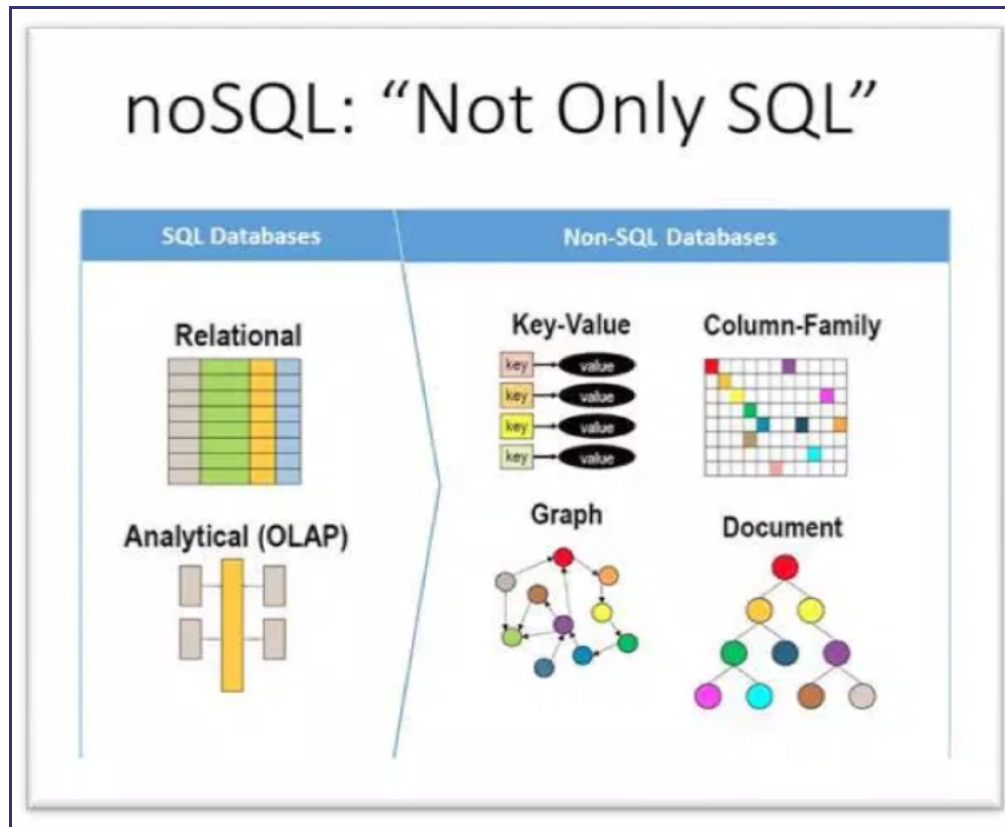 noSQL: “Not Only SQL”
SQL Databases
Non-SQL Databases
Relational
Analytical (OLAP)
Key-Value
key value
key value
key value
key value
Column-Family
Graph
Document